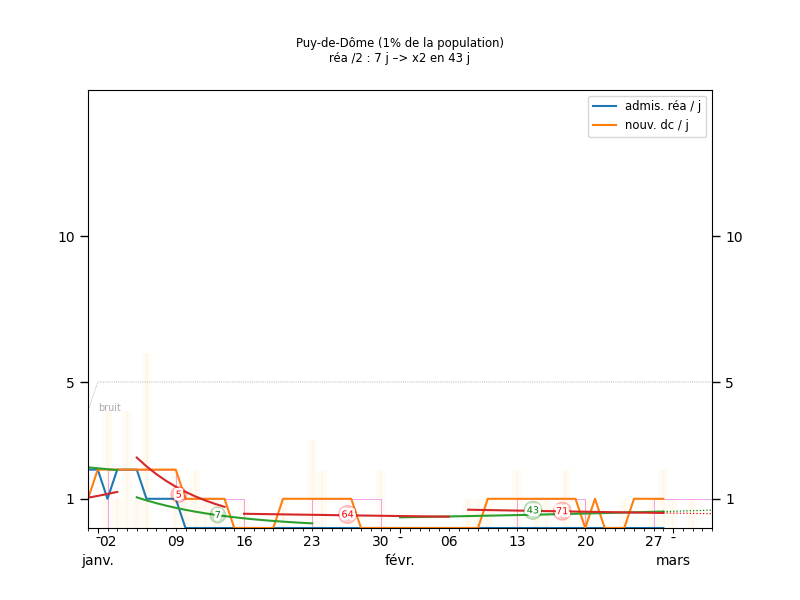 Puy-de-Dôme (1% de la population)
réa /2 : 7 j –> x2 en 43 j
admis. réa / j
nouv. dc / j
10 10
5 5
bruit
1 1
5
7
64
43
71
02 09 16 23 30 06 13 20 27
janv. févr. mars